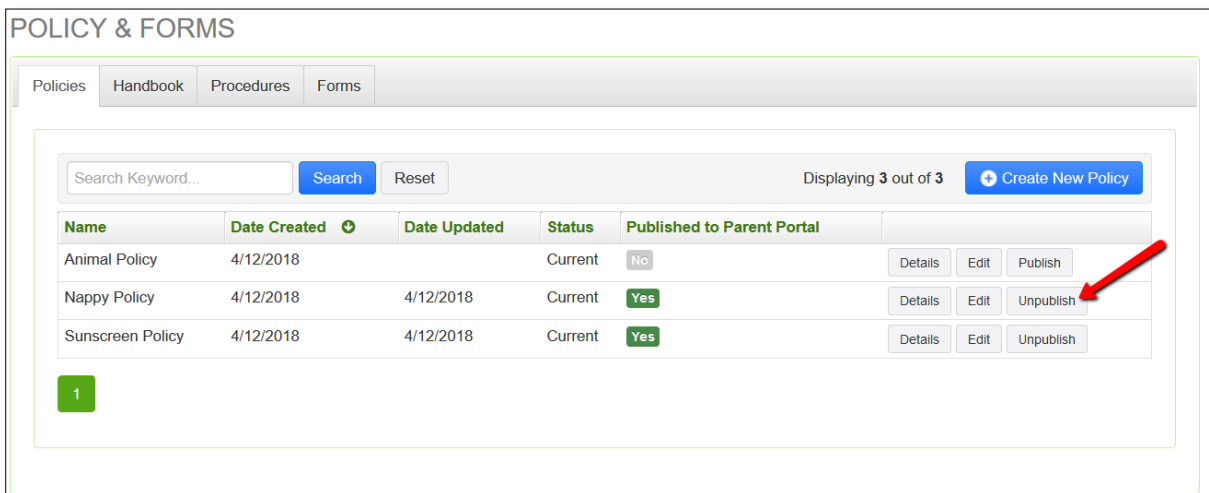 POLICY & FORMS
Policies Handbook Procedures Forms
Search Keyword... Search Reset Displaying 3 out of 3 Create New Policy
Name Date Created Date Updated Status Published to Parent Portal
Animal Policy 4/12/2018 Current No Details Edit Publish
Nappy Policy 4/12/2018 4/12/2018 Current Yes Details Edit Unpublish
Sunscreen Policy 4/12/2018 4/12/2018 Current Yes Details Edit Unpublish
1